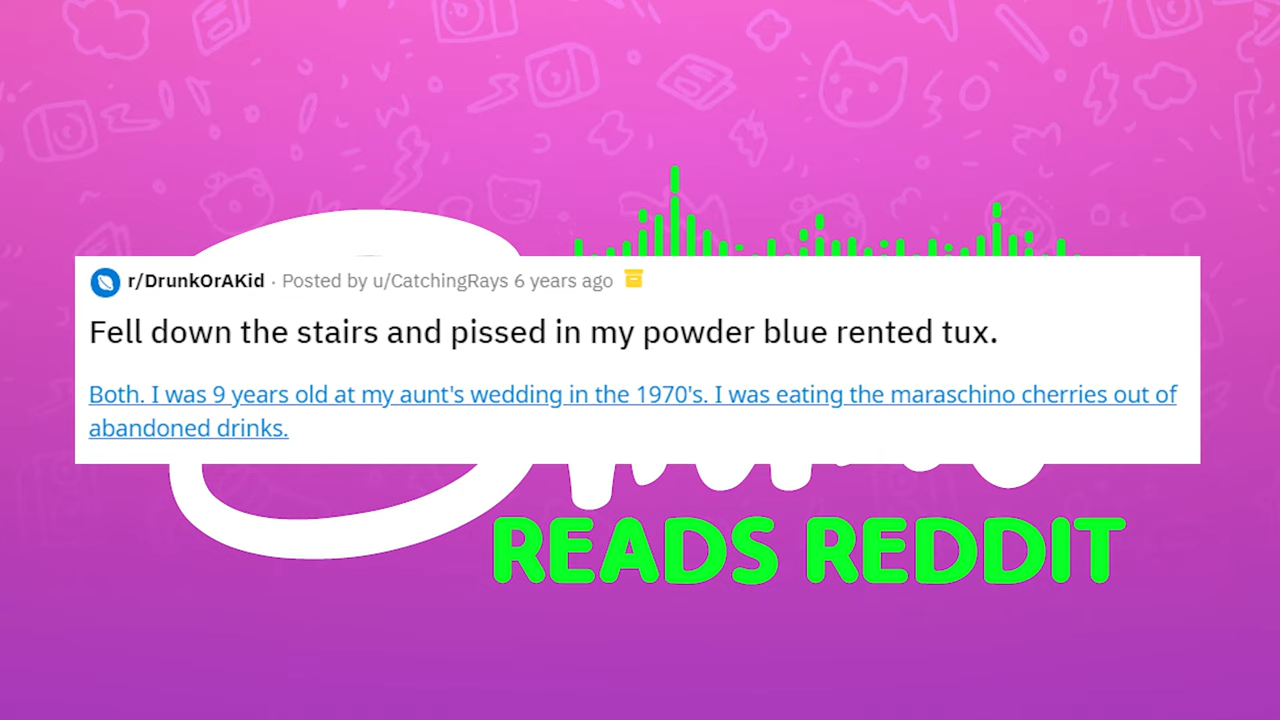 r/DrunkOrAKid · Posted by u/CatchingRays 6 years ago
Fell down the stairs and pissed in my powder blue rented tux.
Both. I was 9 years old at my aunt's wedding in the 1970's. I was eating the maraschino cherries out of
abandoned drinks.
READS REDDIT